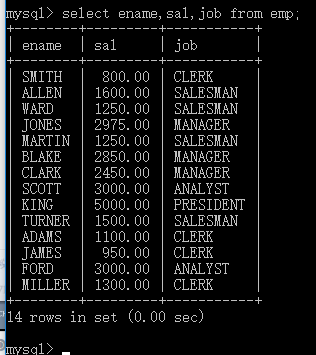 mysql> select ename,sal,job from emp;
+--------+---------+-----------+
| ename  | sal     | job       |
+--------+---------+-----------+
| SMITH  |  800.00 | CLERK     |
| ALLEN  | 1600.00 | SALESMAN  |
| WARD   | 1250.00 | SALESMAN  |
| JONES  | 2975.00 | MANAGER   |
| MARTIN | 1250.00 | SALESMAN  |
| BLAKE  | 2850.00 | MANAGER   |
| CLARK  | 2450.00 | MANAGER   |
| SCOTT  | 3000.00 | ANALYST   |
| KING   | 5000.00 | PRESIDENT |
| TURNER | 1500.00 | SALESMAN  |
| ADAMS  | 1100.00 | CLERK     |
| JAMES  |  950.00 | CLERK     |
| FORD   | 3000.00 | ANALYST   |
| MILLER | 1300.00 | CLERK     |
+--------+---------+-----------+
14 rows in set (0.00 sec)
mysql>